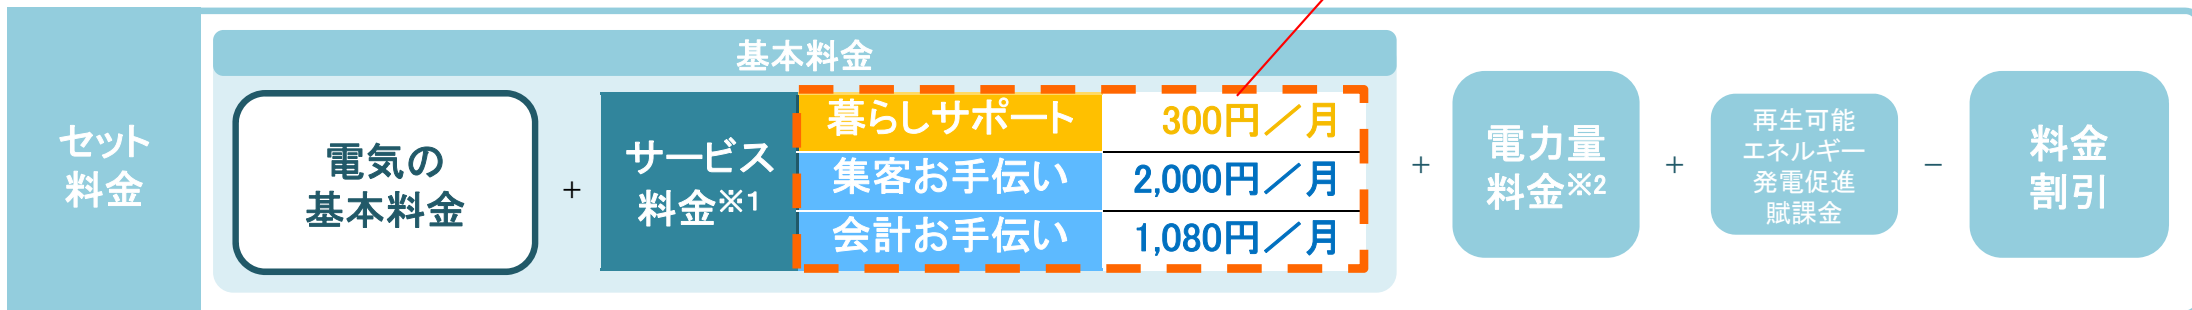 セット
料金
基本料金
電気の
基本料金
+
サービス
料金※1
暮らしサポート 300円／月
集客お手伝い 2,000円／月
会計お手伝い 1,080円／月
+
電力量
料金※2
+
再生可能
エネルギー
発電促進
賦課金
−
料金
割引